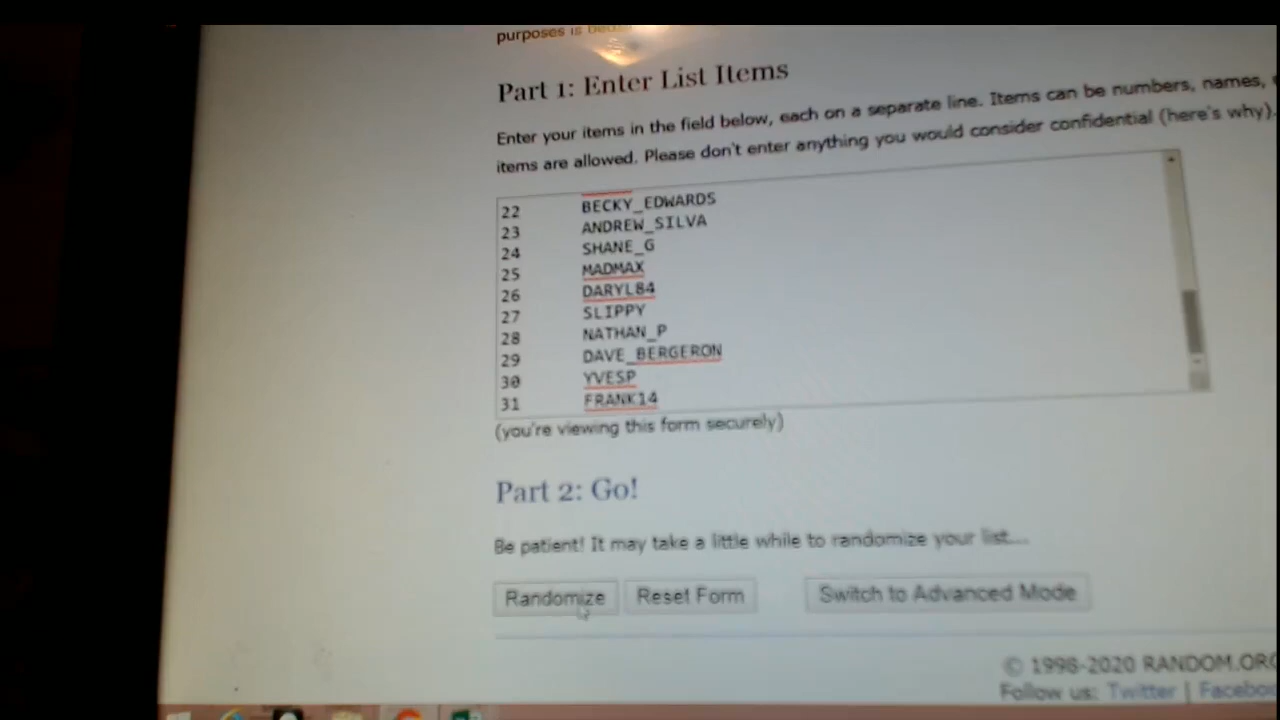 purposes is
Part 1: Enter List Items
Enter your items in the field below, each on a separate line. Items can be numbers, names,
items are allowed. Please don't enter anything you would consider confidential (here's why).
22 BECKY_EDWARDS
23 ANDREW_SILVA
24 SHANE_G
25 MADMAX
26 DARYL84
27 SLIPPY
28 NATHAN_P
29 DAVE_BERGERON
30 YVESP
31 FRANK14
(you're viewing this form securely)
Part 2: Go!
Be patient! It may take a little while to randomize your list...
Randomize Reset Form Switch to Advanced Mode
© 1998-2020 RANDOM.ORG
Follow us: Twitter | Facebo